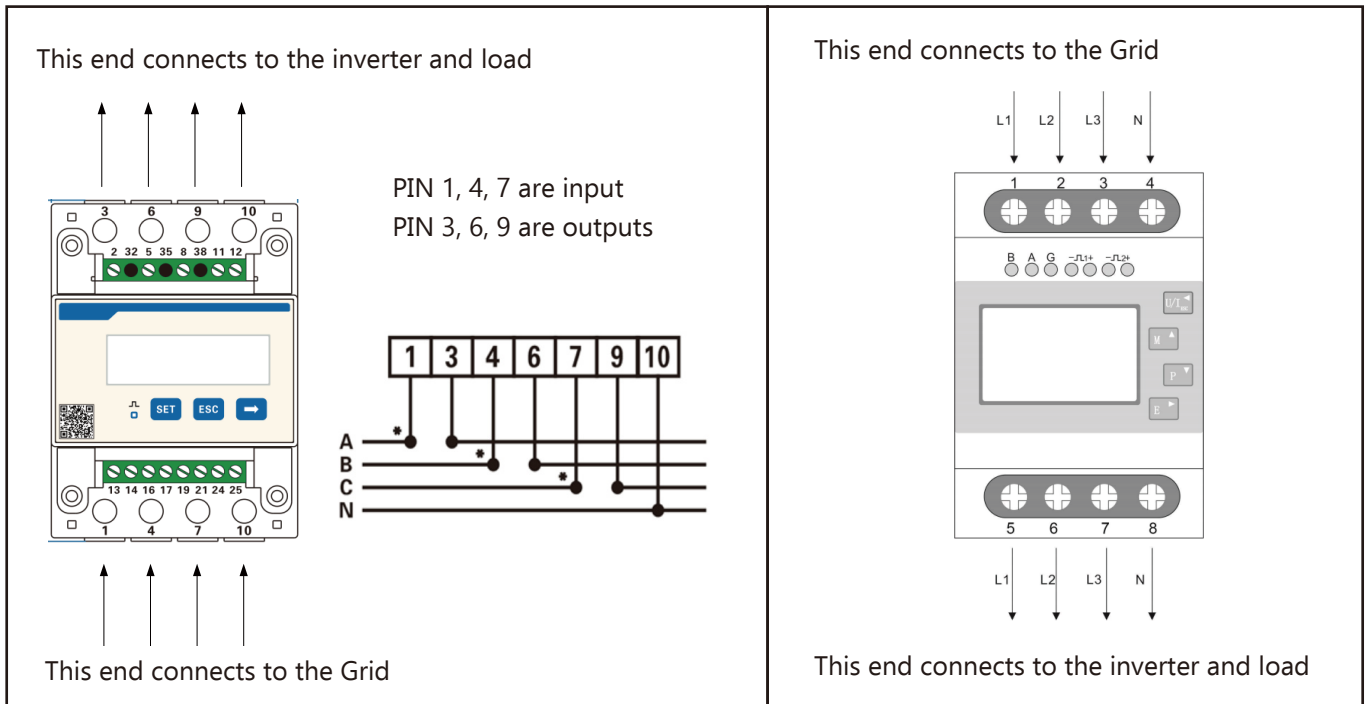 This end connects to the inverter and load
3 6 9 10
2 32 5 35 8 38 11 12
SET ESC
13 14 16 17 19 21 24 25
1 4 7 10
This end connects to the Grid
PIN 1, 4, 7 are input
PIN 3, 6, 9 are outputs
1 3 4 6 7 9 10
A *
B *
C *
N
This end connects to the Grid
L1 L2 L3 N
1 2 3 4
B A G - 1+ - 2+
U/I
M
P
E
5 6 7 8
L1 L2 L3 N
This end connects to the inverter and load